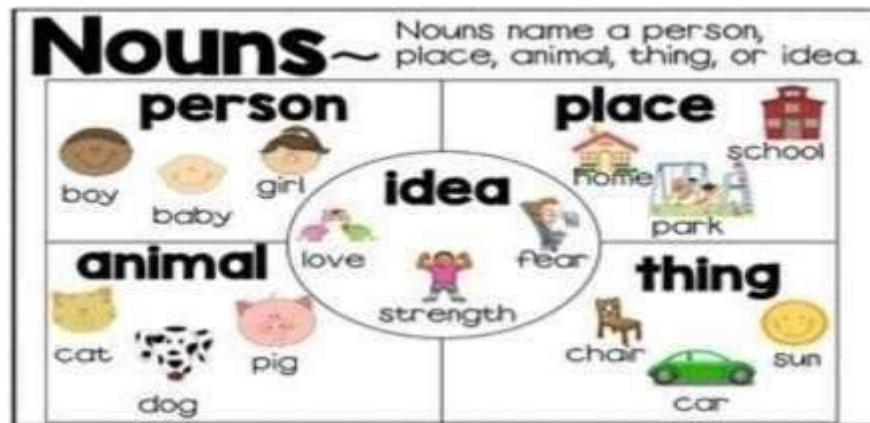 Nouns~
Nouns name a person,
place, animal, thing, or idea.
person
boy
baby
girl
place
home
school
park
idea
love
strength
fear
animal
cat
dog
pig
thing
chair
car
sun